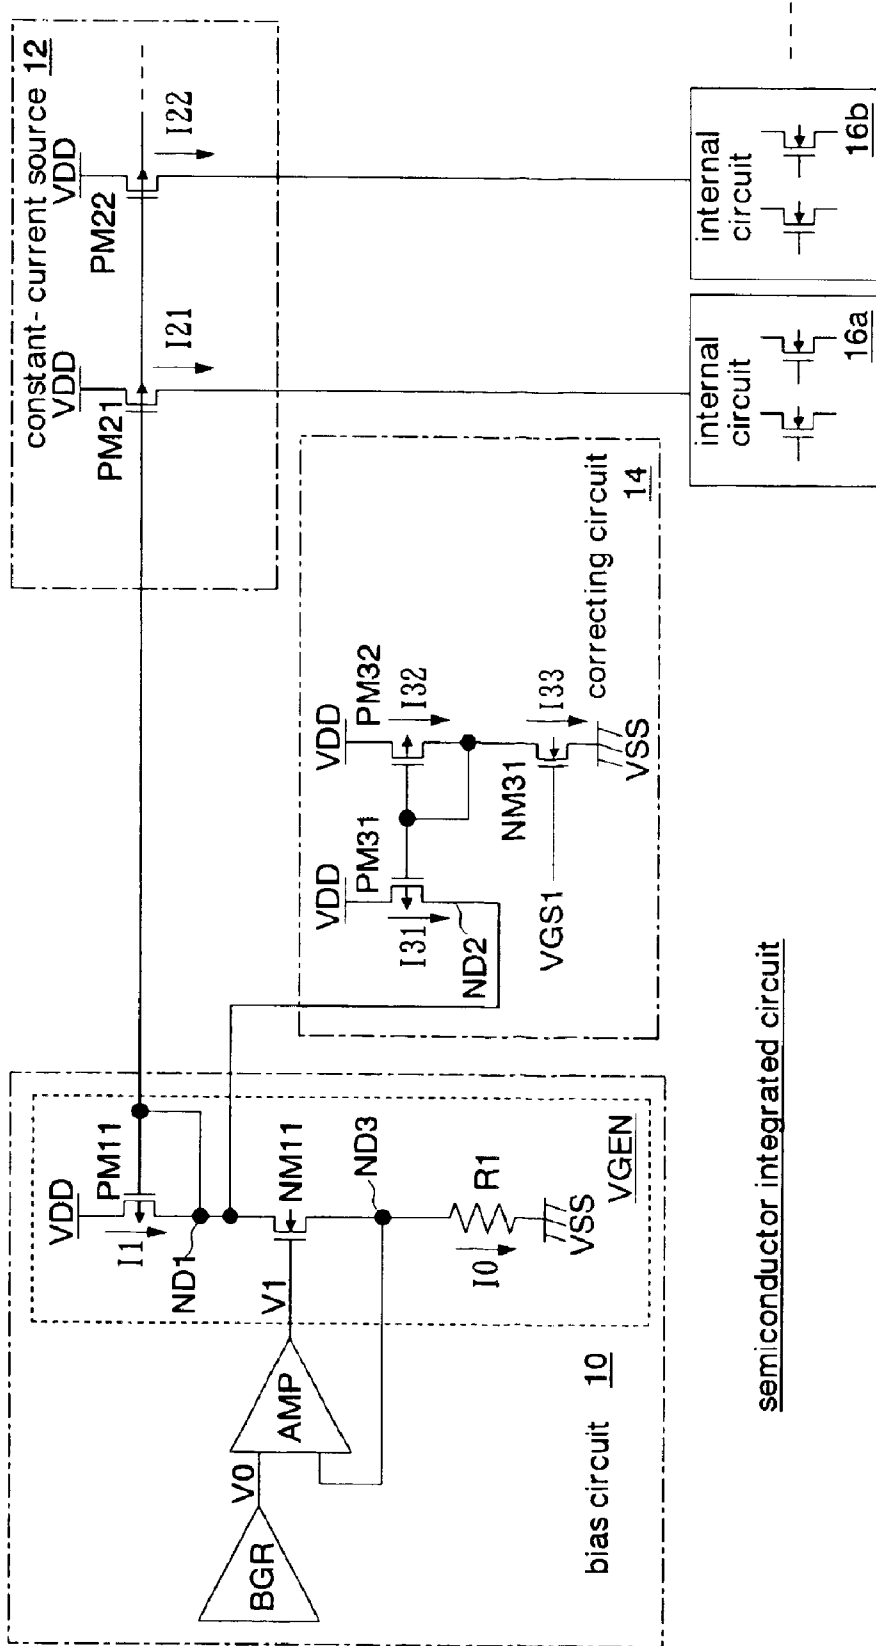 constant- current source 12
VDD
PM21
I21
VDD
PM22
I22
bias circuit 10
BGR
V0
AMP
V1
VDD
PM11
I1
ND1
NM11
ND3
R1
I0
VSS
VGEN
correcting circuit
14
VDD
PM31
I31
ND2
VDD
PM32
I32
NM31
VGS1
I33
VSS
internal
circuit
16a
internal
circuit
16b
semiconductor integrated circuit